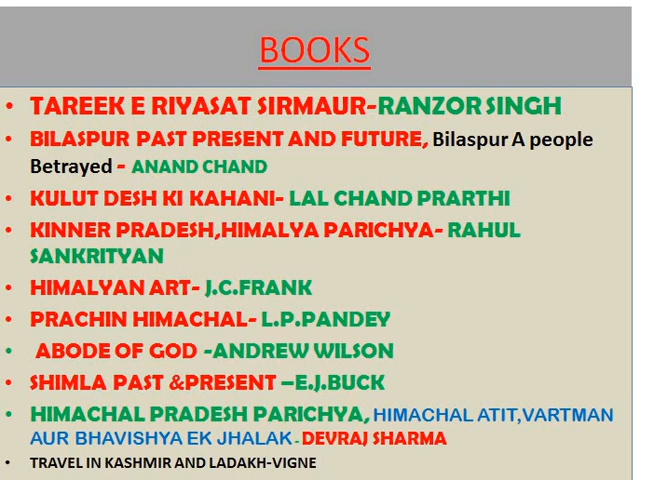 BOOKS
• TAREEK E RIYASAT SIRMAUR-RANZOR SINGH
• BILASPUR PAST PRESENT AND FUTURE, Bilaspur A people
Betrayed - ANAND CHAND
• KULUT DESH KI KAHANI- LAL CHAND PRARTHI
• KINNER PRADESH,HIMALYA PARICHYA- RAHUL
SANKRITYAN
• HIMALYAN ART- J.C.FRANK
• PRACHIN HIMACHAL- L.P.PANDEY
• ABODE OF GOD -ANDREW WILSON
• SHIMLA PAST &PRESENT –E.J.BUCK
• HIMACHAL PRADESH PARICHYA, HIMACHAL ATIT,VARTMAN
AUR BHAVISHYA EK JHALAK- DEVRAJ SHARMA
• TRAVEL IN KASHMIR AND LADAKH-VIGNE